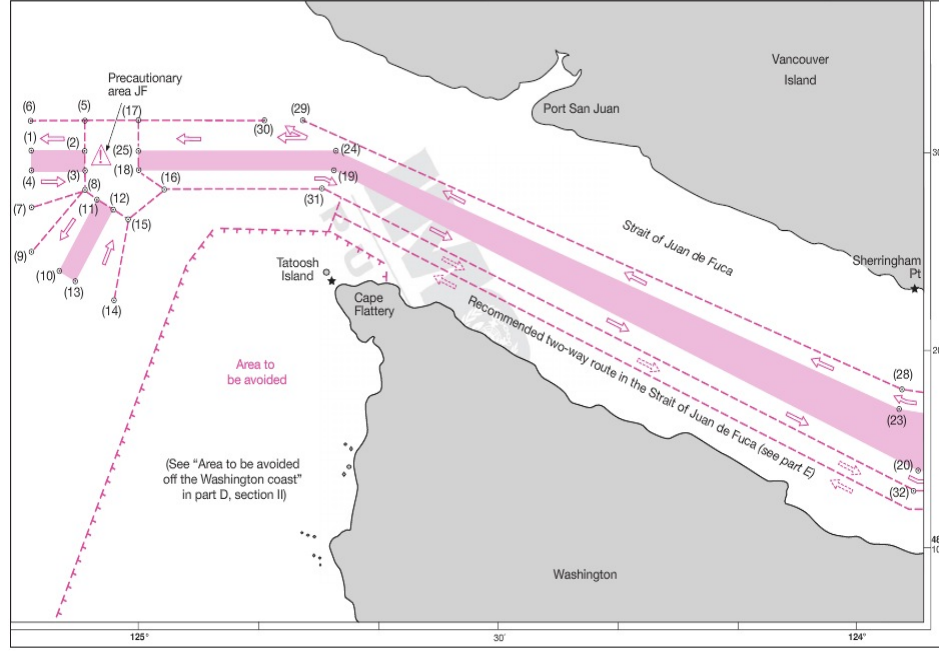 Precautionary
area JF
Vancouver
Island
Port San Juan
(6)
(5)
(17)
(30)
(29)
(1)
(2)
(25)
(24)
(4)
(3)
(18)
(19)
(8)
(16)
(31)
(7)
(11)
(12)
(15)
(9)
(10)
(13)
(14)
Strait of Juan de Fuca
Sherringham
Pt
Tatoosh
Island
Cape
Flattery
Recommended two-way route in the Strait of Juan de Fuca (see part E)
Area to
be avoided
(See "Area to be avoided
off the Washington coast"
in part D, section II)
(28)
(23)
(20)
(32)
Washington
125°
30′
124°